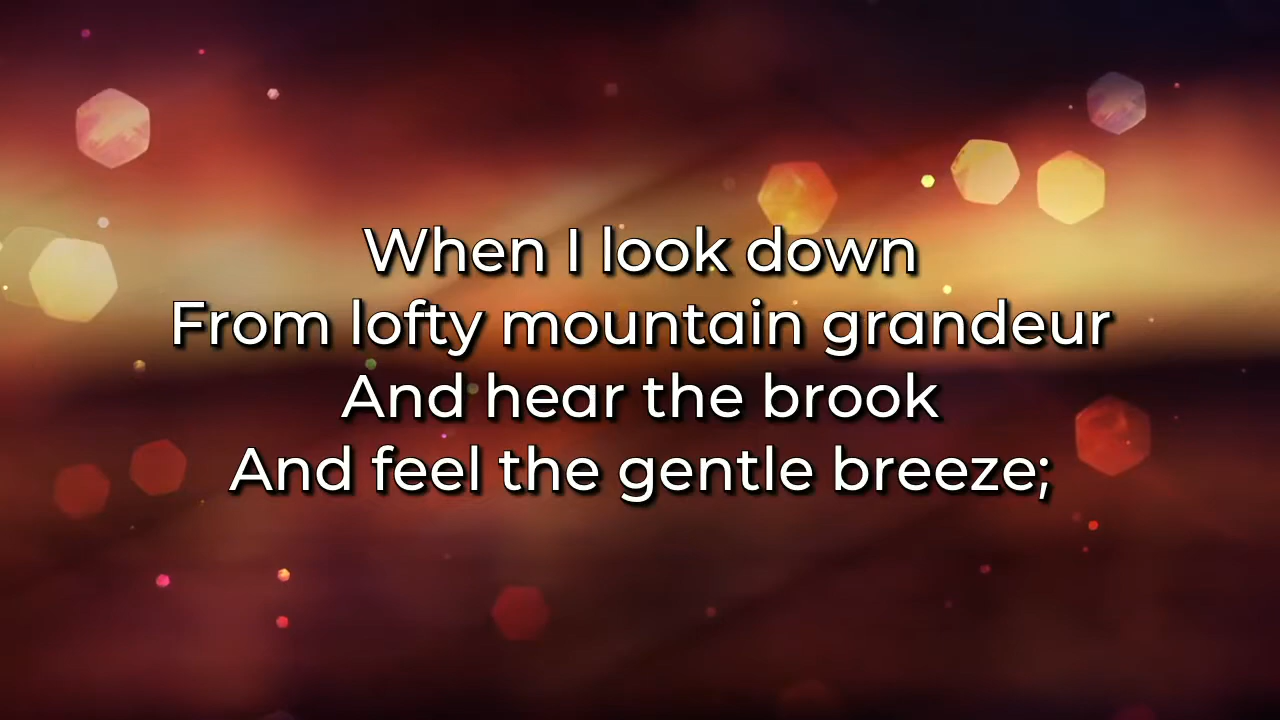 When I look down
From lofty mountain grandeur
And hear the brook
And feel the gentle breeze;